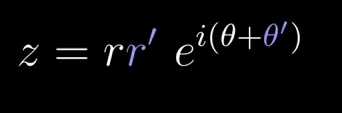 z = rr′ e^{i(θ+θ′)}